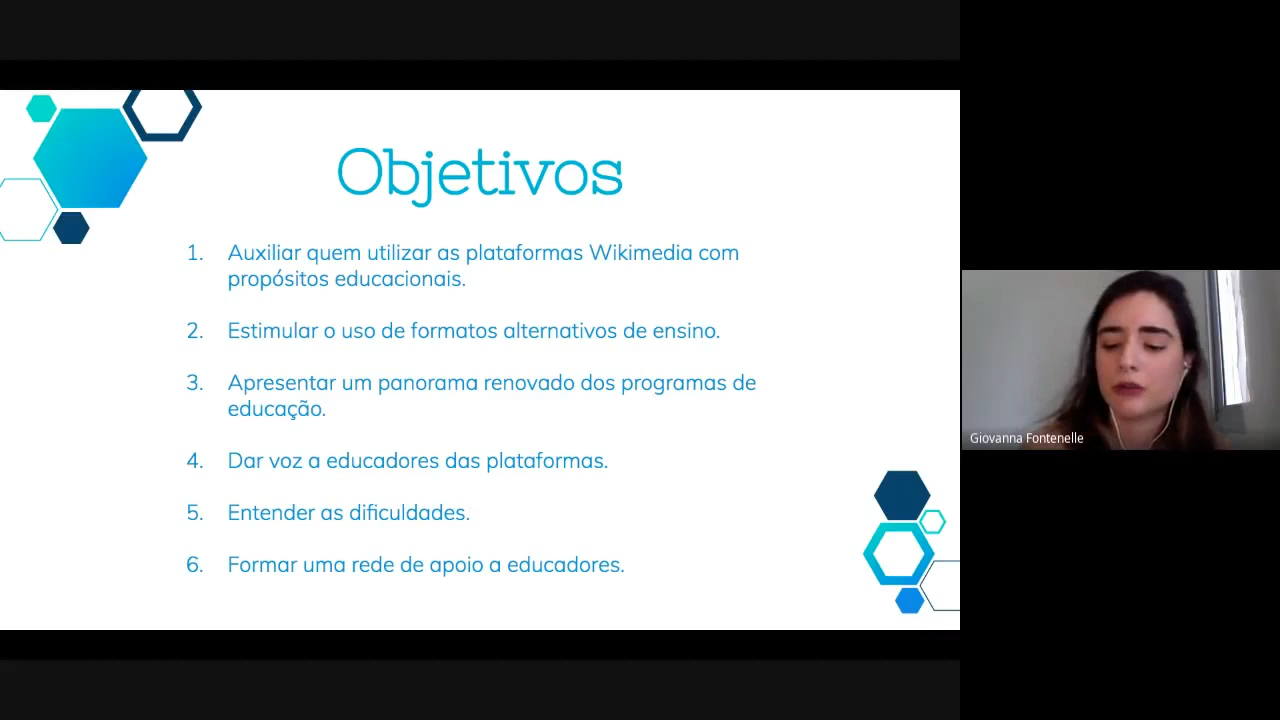 Objetivos
1. Auxiliar quem utilizar as plataformas Wikimedia com
propósitos educacionais.
2. Estimular o uso de formatos alternativos de ensino.
3. Apresentar um panorama renovado dos programas de
educação.
4. Dar voz a educadores das plataformas.
5. Entender as dificuldades.
6. Formar uma rede de apoio a educadores.
Giovanna Fontenelle